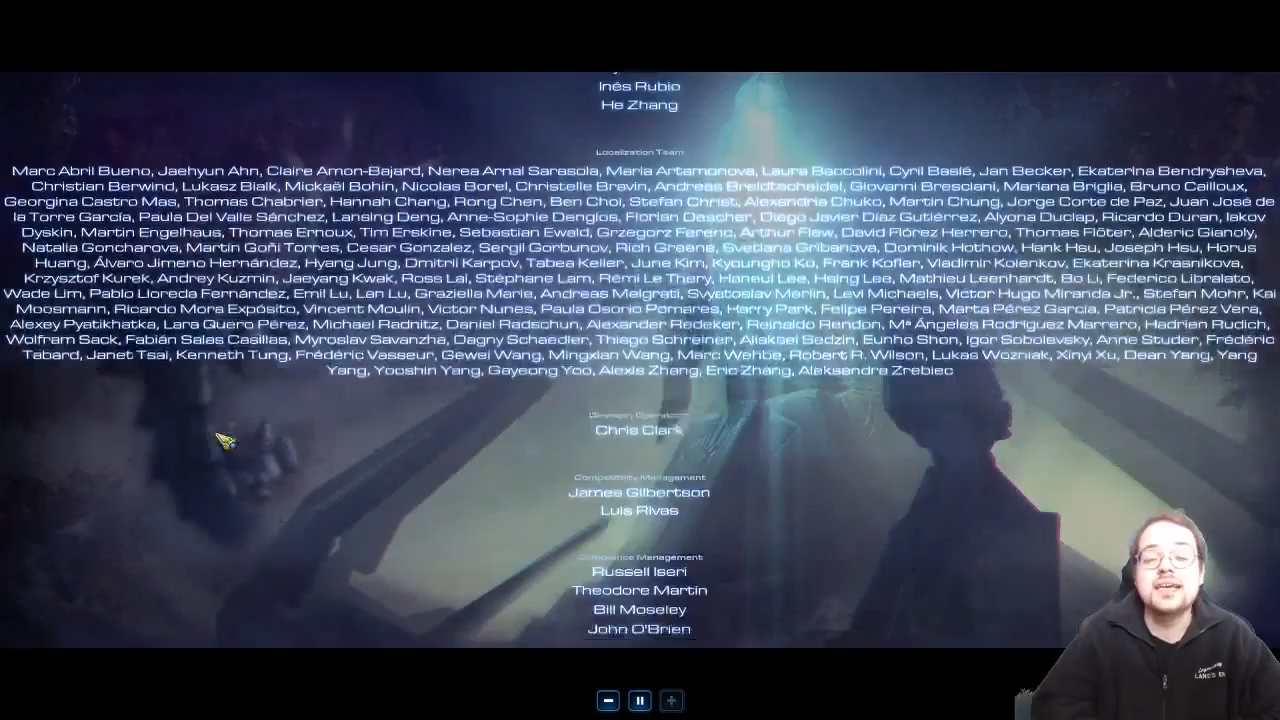 Inés Rubio
He Zhang
Localization Team
Marc Abril Bueno, Jaehyun Ahn, Claire Amon-Bajard, Nerea Arnal Sarasola, Maria Artamonova, Laura Baccolini, Cyril Baslé, Jan Becker, Ekaterina Bendrysheva,
Christian Berwind, Lukasz Bialk, Mickaël Bohin, Nicolas Borel, Christelle Bravin, Andreas Breidtscheidel, Giovanni Bresciani, Mariana Briglia, Bruno Cailloux,
Georgina Castro Mas, Thomas Chabrier, Hannah Chang, Rong Chen, Ben Choi, Stefan Christ, Alexandria Chuko, Martin Chung, Jorge Corte de Paz, Juan José de
la Torre García, Paula Del Valle Sánchez, Lansing Deng, Anne-Sophie Denglos, Florian Descher, Diego Javier Díaz Gutiérrez, Alyona Duclap, Ricardo Duran, Iakov
Dyskin, Martin Engelhaus, Thomas Ernoux, Tim Erskine, Sebastian Ewald, Grzegorz Ferenc, Arthur Flew, David Flórez Herrero, Thomas Flöter, Alderic Gianoly,
Natalia Goncharova, Martín Goñi Torres, Cesar Gonzalez, Sergii Gorbunov, Rich Greene, Svetlana Gribanova, Dominik Hothow, Hank Hsu, Joseph Hsu, Horus
Huang, Álvaro Jimeno Hernández, Hyang Jung, Dmitrii Karpov, Tabea Keller, June Kim, Kyoungho Ko, Frank Kofler, Vladimir Kolenkov, Ekaterina Krasnikova,
Krzysztof Kurek, Andrey Kuzmin, Jaeyang Kwak, Ross Lai, Stéphane Lam, Rémi Le Thery, Haneul Lee, Hsing Lee, Mathieu Leenhardt, Bo Li, Federico Libralato,
Wade Lim, Pablo Lloreda Fernández, Emil Lu, Lan Lu, Graziella Marie, Andreas Melgrati, Svyatoslav Merlin, Levi Michaels, Victor Hugo Miranda Jr., Stefan Mohr, Kai
Moosmann, Ricardo Mora Expósito, Vincent Moulin, Victor Nunes, Paula Osorio Pomares, Harry Park, Felipe Pereira, Marta Pérez García, Patricia Pérez Vera,
Alexey Pyatikhatka, Lara Quero Pérez, Michael Radnitz, Daniel Radschun, Alexander Redeker, Reinaldo Rendon, Mª Ángeles Rodríguez Marrero, Hadrien Rudich,
Wolfram Sack, Fabián Salas Casillas, Myroslav Savanzha, Dagny Schaedler, Thiago Schreiner, Aliaksei Sedzin, Eunho Shon, Igor Sobolevsky, Anne Studer, Frédéric
Tabard, Janet Tsai, Kenneth Tung, Frédéric Vasseur, Gewei Wang, Mingxian Wang, Marc Wehbe, Robert R. Wilson, Lukas Wozniak, Xinyi Xu, Dean Yang, Yang
Yang, Yooshin Yang, Gayeong Yoo, Alexis Zhang, Eric Zhang, Aleksandra Zrebiec
Chris Clark
Compatibility Management
James Gilbertson
Luis Rivas
Management
Russell Iseri
Theodore Martin
Bill Moseley
John O'Brien